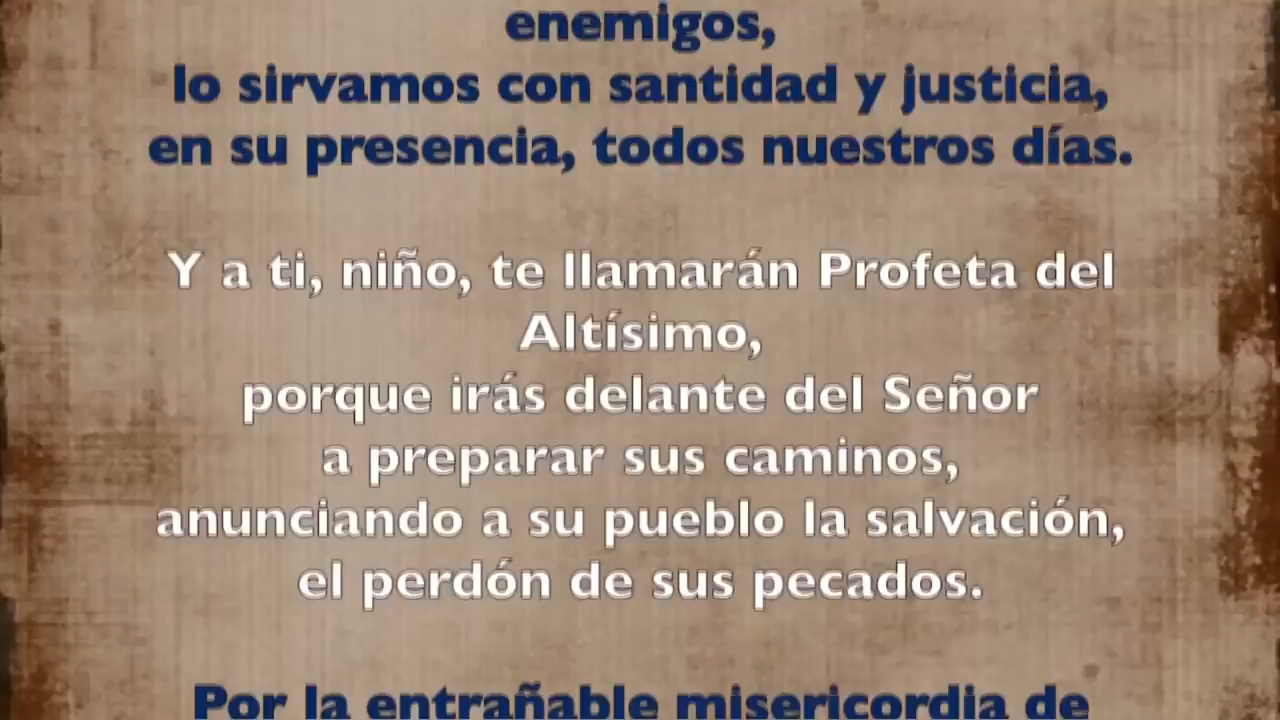 enemigos,
lo sirvamos con santidad y justicia,
en su presencia, todos nuestros días.
Y a ti, niño, te llamarán Profeta del
Altísimo,
porque irás delante del Señor
a preparar sus caminos,
anunciando a su pueblo la salvación,
el perdón de sus pecados.
Por la entrañable misericordia de